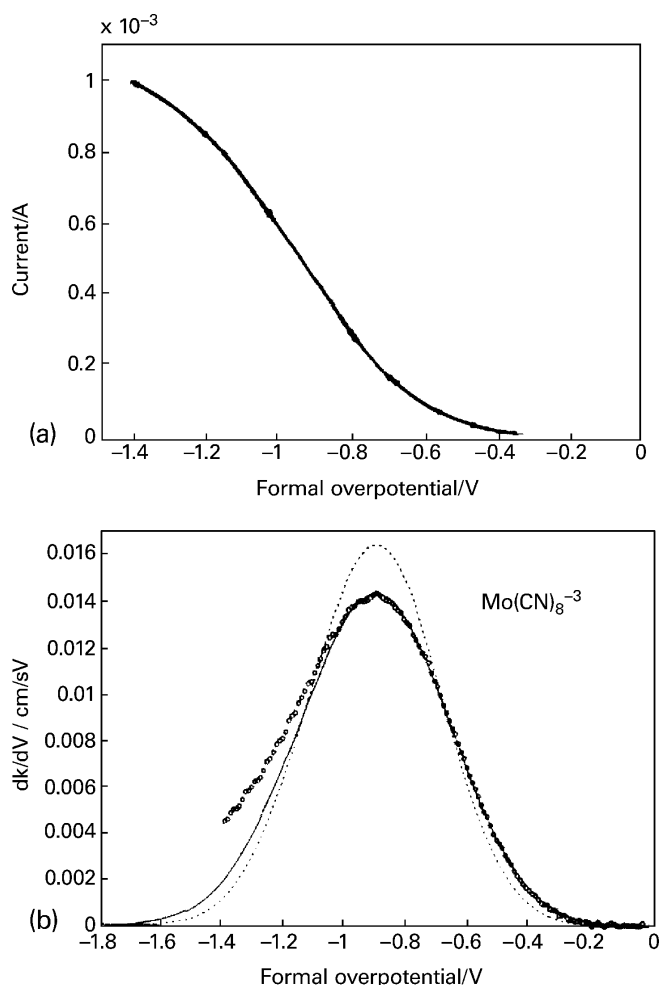 x 10⁻³
1
0.8
0.6
0.4
0.2
0
Current/A
(a)
−1.4 −1.2 −1 −0.8 −0.6 −0.4 −0.2 0
Formal overpotential/V
0.016
0.014
0.012
0.01
0.008
0.006
0.004
0.002
0
dk/dV / cm/sV
Mo(CN)₈⁻³
(b)
−1.8 −1.6 −1.4 −1.2 −1 −0.8 −0.6 −0.4 −0.2 0
Formal overpotential/V